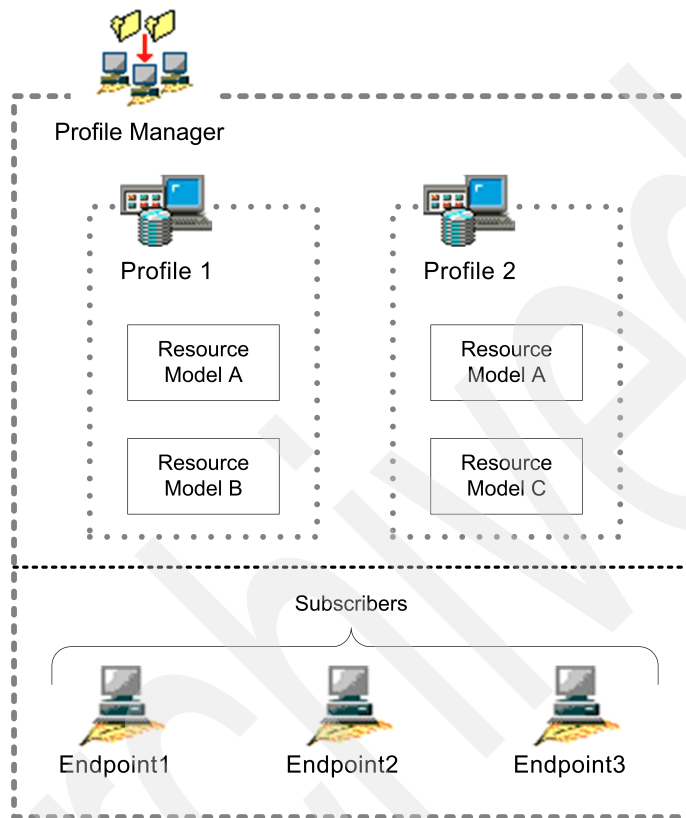 Profile Manager
Profile 1
Profile 2
Resource
Model A
Resource
Model A
Resource
Model B
Resource
Model C
Subscribers
Endpoint1
Endpoint2
Endpoint3